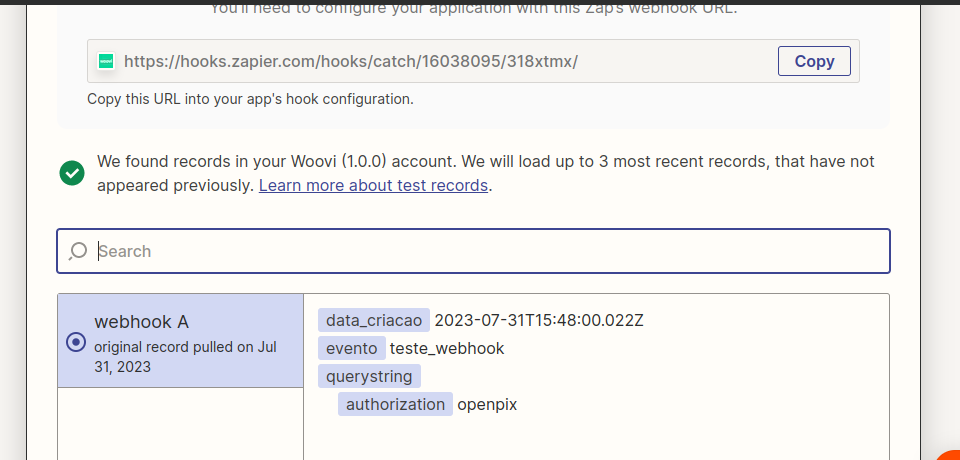 You'll need to configure your application with this Zap's webhook URL.
https://hooks.zapier.com/hooks/catch/16038095/318xtmx/
Copy
Copy this URL into your app's hook configuration.
We found records in your Woovi (1.0.0) account. We will load up to 3 most recent records, that have not
appeared previously. Learn more about test records.
Search
webhook A
original record pulled on Jul
31, 2023
data_criacao 2023-07-31T15:48:00.022Z
evento teste_webhook
querystring
authorization openpix